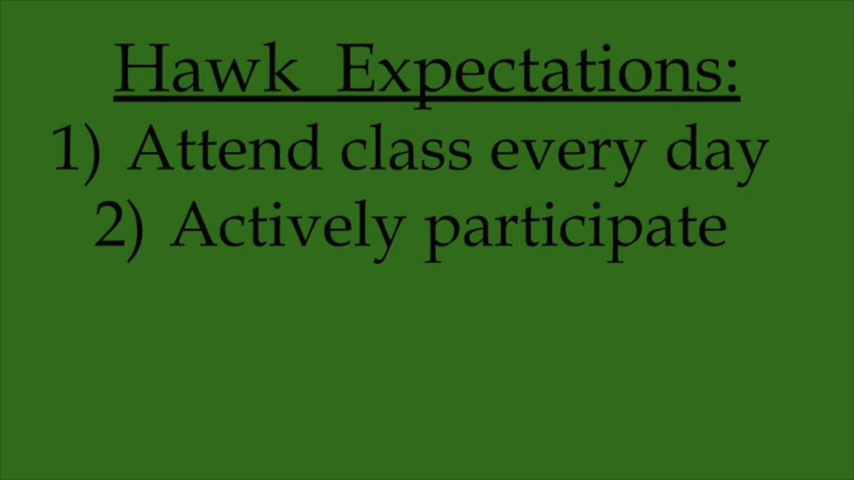 Hawk Expectations:
1) Attend class every day
2) Actively participate